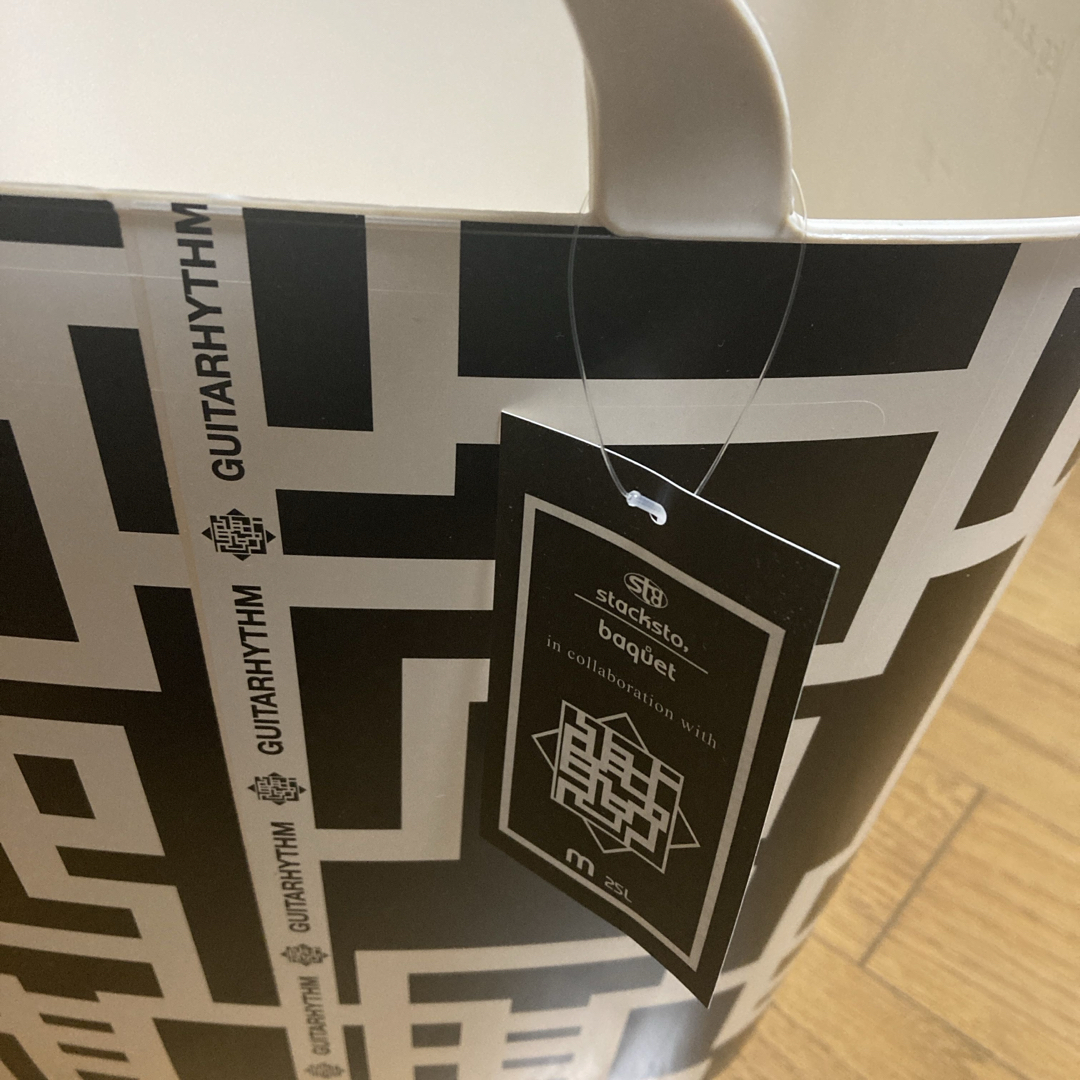 GUITARHYTHM
GUITARHYTHM
GUITARHYTHM
GUITARHYTHM
stacksto,
baquet
in collaboration with
m 25L